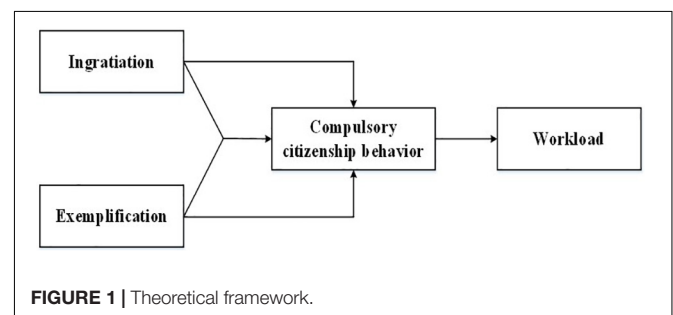 Ingratiation
Compulsory
citizenship behavior
Workload
Exemplification
FIGURE 1 | Theoretical framework.